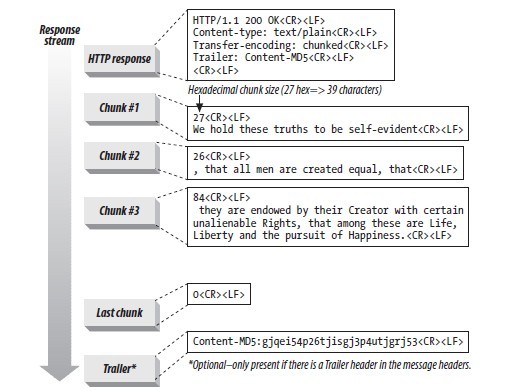 Response
stream
HTTP response
HTTP/1.1 200 OK<CR><LF>
Content-type: text/plain<CR><LF>
Transfer-encoding: chunked<CR><LF>
Trailer: Content-MD5<CR><LF>
<CR><LF>
Hexadecimal chunk size (27 hex=> 39 characters)
Chunk #1
27<CR><LF>
We hold these truths to be self-evident<CR><LF>
Chunk #2
26<CR><LF>
, that all men are created equal, that<CR><LF>
Chunk #3
84<CR><LF>
they are endowed by their Creator with certain
unalienable Rights, that among these are Life,
Liberty and the pursuit of Happiness.<CR><LF>
Last chunk
0<CR><LF>
Trailer*
Content-MD5:gjqei54p26tjisgj3p4utjgrj53<CR><LF>
*Optional–only present if there is a Trailer header in the message headers.